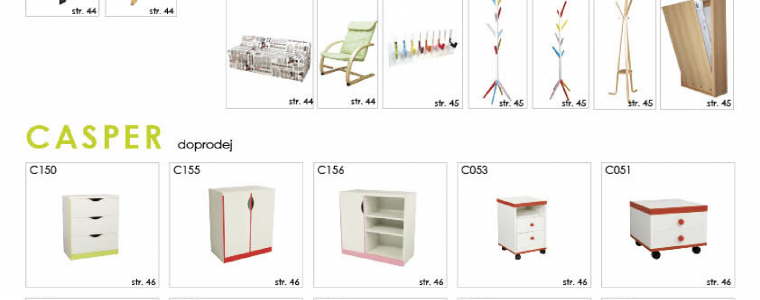 str. 44
str. 44
str. 44
str. 44
str. 45
str. 45
str. 45
str. 45
str. 45
CASPER doprodej
C150
C155
C156
C053
C051
str. 46
str. 46
str. 46
str. 46
str. 46